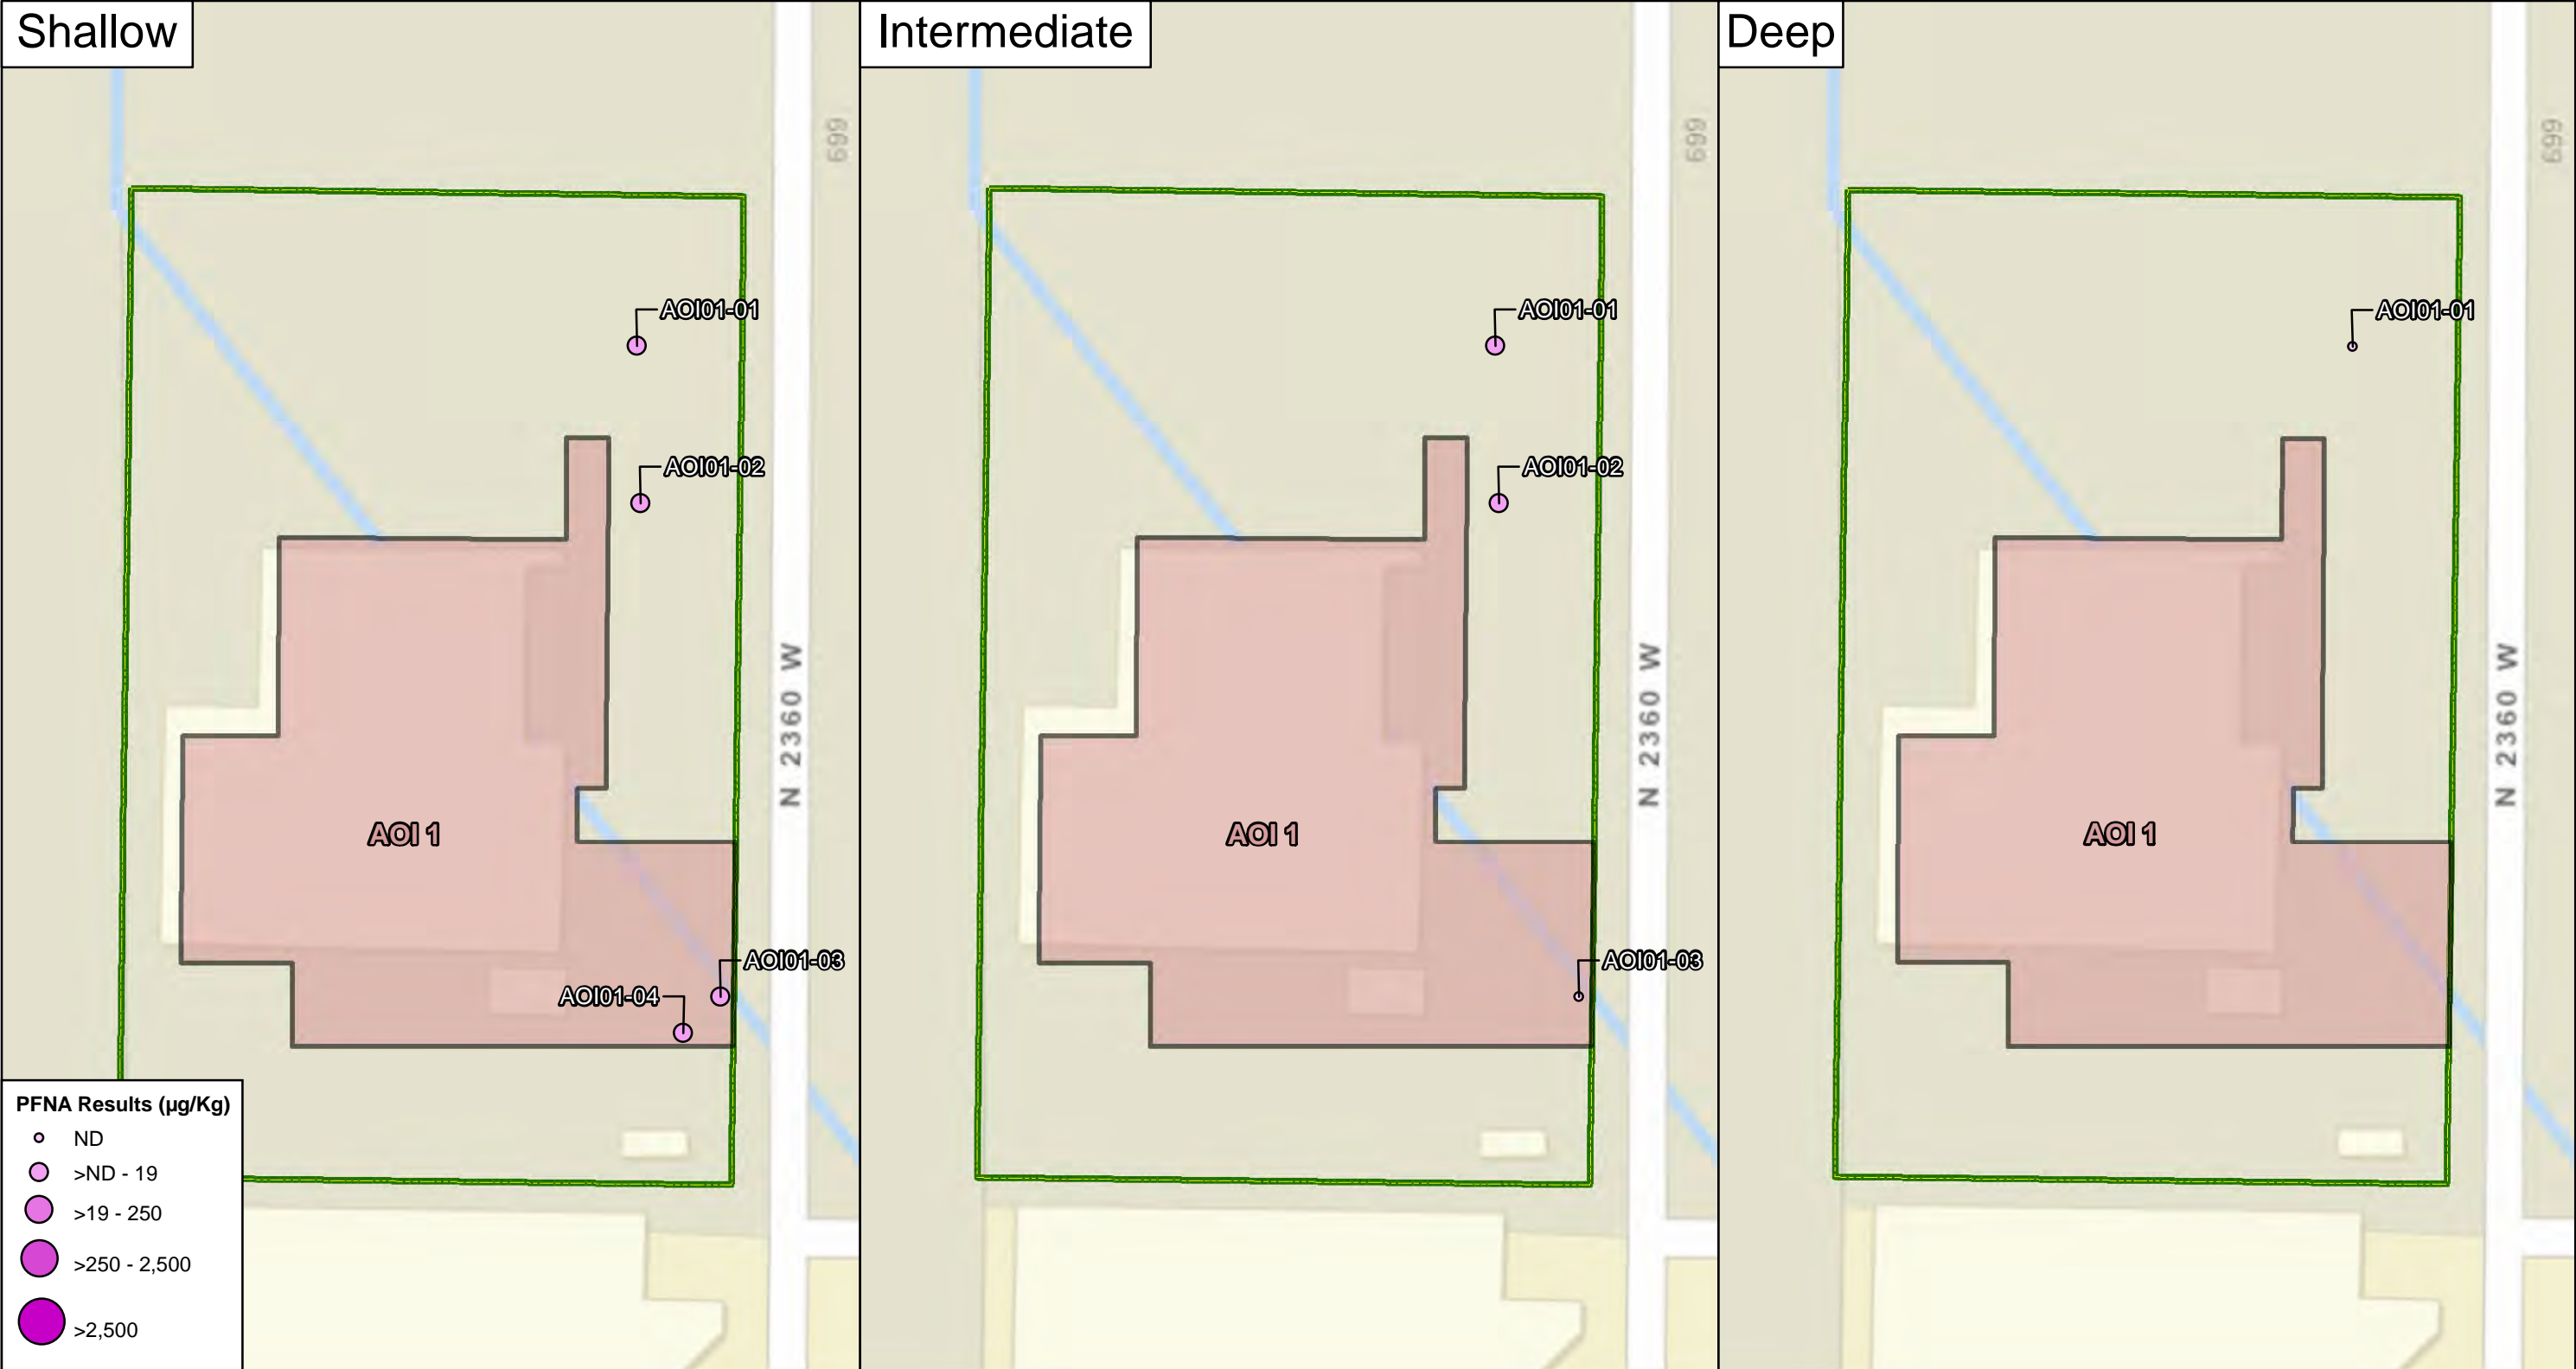 Shallow
699
AOI01-01
AOI01-02
N 2360 W
AOI 1
AOI01-03
AOI01-04
PFNA Results (µg/Kg)
ND
>ND - 19
>19 - 250
>250 - 2,500
>2,500
Intermediate
699
AOI01-01
AOI01-02
N 2360 W
AOI 1
AOI01-03
Deep
699
AOI01-01
N 2360 W
AOI 1